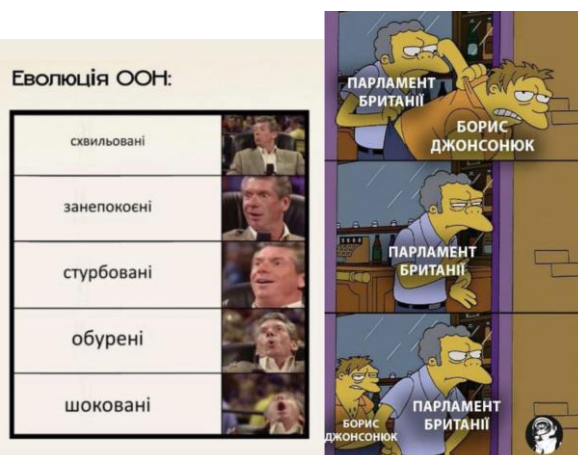 Еволюція ООН:
схвильовані
занепокоєні
стурбовані
обурені
шоковані
ПАРЛАМЕНТ
БРИТАНІЇ
БОРИС
ДЖОНСОНЮК
ПАРЛАМЕНТ
БРИТАНІЇ
БОРИС
ДЖОНСОНЮК
ПАРЛАМЕНТ
БРИТАНІЇ